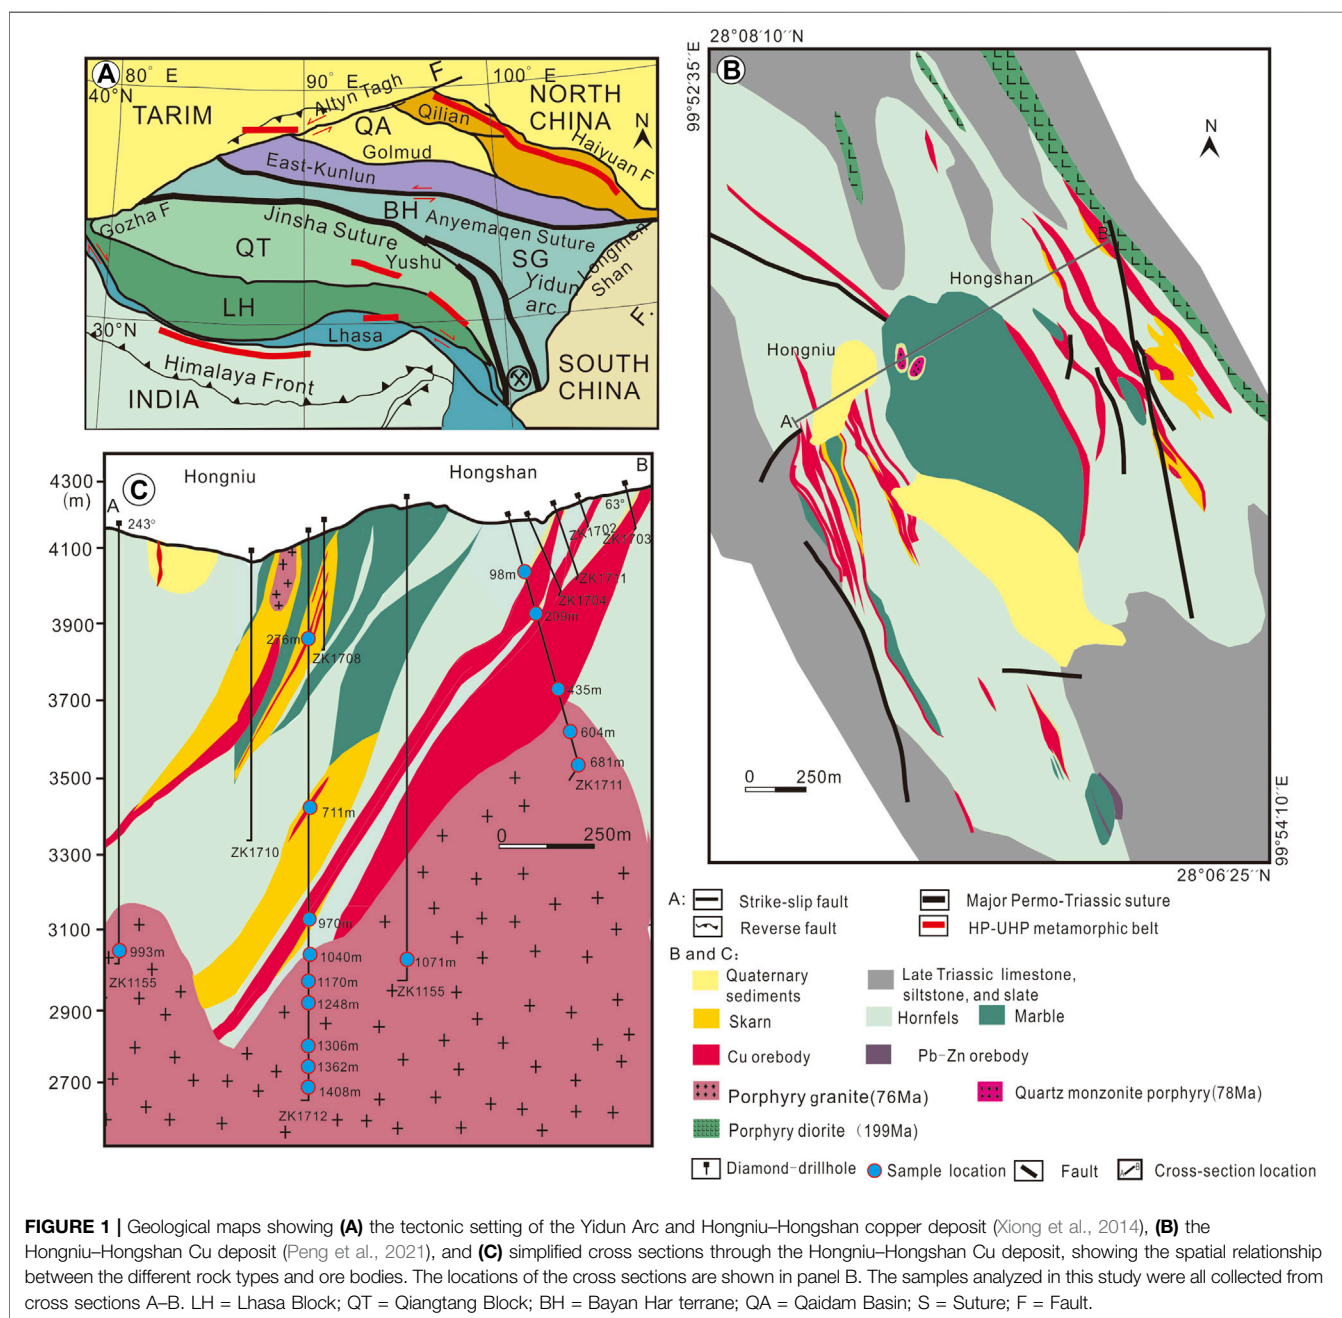 A
80° E
90° E
100° E
40°N
30°N
TARIM
Altyn Tagh
F
QA
Qilian
NORTH
CHINA
N
Golmud
Haiyuan F
East-Kunlun
Gozha F
BH
Anyemaqen Suture
Jinsha Suture
QT
Yushu
SG
Longmen
Shan
F.
Yidun
arc
LH
Lhasa
Himalaya Front
INDIA
SOUTH
CHINA
B
28°08′10″N
99°52′35″E
N
B
Hongshan
Hongniu
A
0 250m
99°54′10″E
28°06′25″N
C
Hongniu
Hongshan
A
B
243°
63°
4300
(m)
4100
3900
3700
3500
3300
3100
2900
2700
ZK1702
ZK1703
ZK1711
ZK1704
98m
209m
276m
ZK1708
435m
604m
681m
ZK1711
711m
0 250m
ZK1710
970m
993m
1040m
1071m
ZK1155
1170m
ZK1155
1248m
1306m
1362m
1408m
ZK1712
A:
Strike-slip fault
Major Permo-Triassic suture
Reverse fault
HP-UHP metamorphic belt
B and C:
Quaternary
sediments
Late Triassic limestone,
siltstone, and slate
Skarn
Hornfels
Marble
Cu orebody
Pb-Zn orebody
Porphyry granite(76Ma)
Quartz monzonite porphyry(78Ma)
Porphyry diorite (199Ma)
Diamond-drillhole
Sample location
Fault
A B
Cross-section location
FIGURE 1 | Geological maps showing (A) the tectonic setting of the Yidun Arc and Hongniu–Hongshan copper deposit (Xiong et al., 2014), (B) the
Hongniu–Hongshan Cu deposit (Peng et al., 2021), and (C) simplified cross sections through the Hongniu–Hongshan Cu deposit, showing the spatial relationship
between the different rock types and ore bodies. The locations of the cross sections are shown in panel B. The samples analyzed in this study were all collected from
cross sections A–B. LH = Lhasa Block; QT = Qiangtang Block; BH = Bayan Har terrane; QA = Qaidam Basin; S = Suture; F = Fault.